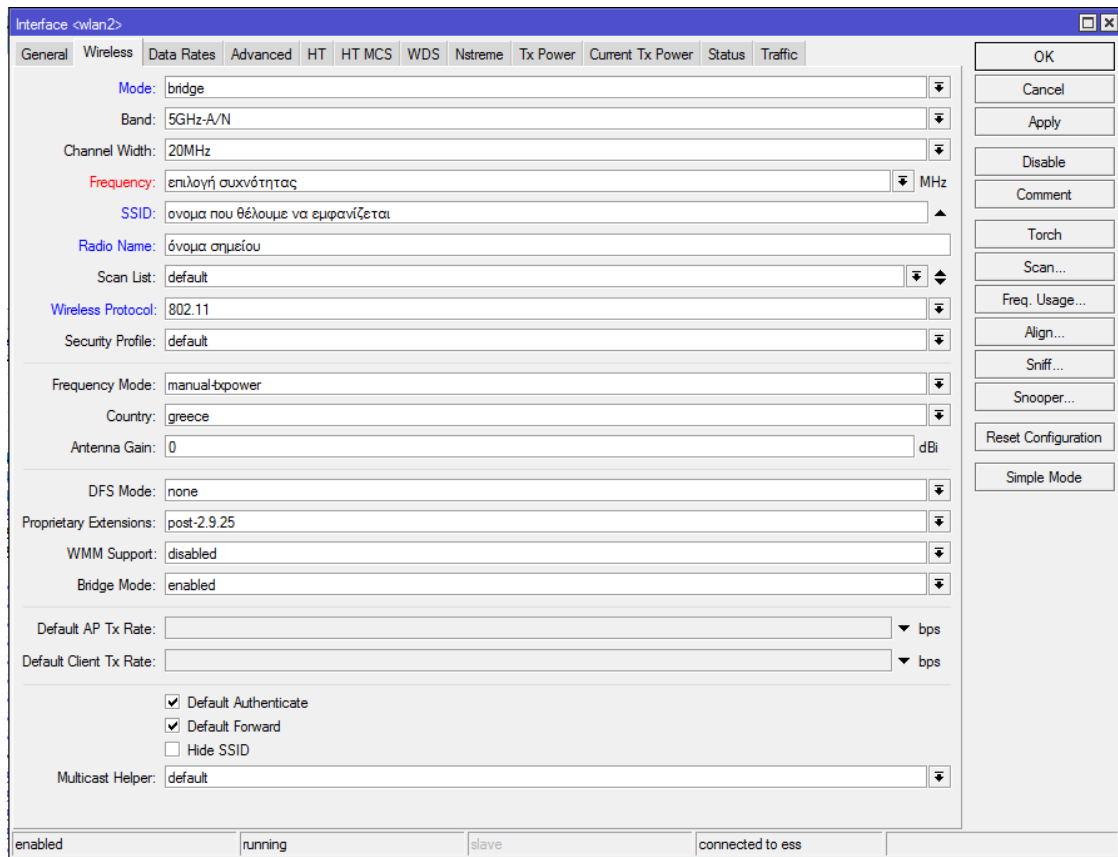 Interface <wlan2>
General Wireless Data Rates Advanced HT HT MCS WDS Nstreme Tx Power Current Tx Power Status Traffic
Mode: bridge
Band: 5GHz-A/N
Channel Width: 20MHz
Frequency: επιλογή συχνότητας MHz
SSID: ονομα που θέλουμε να εμφανίζεται
Radio Name: όνομα σημείου
Scan List: default
Wireless Protocol: 802.11
Security Profile: default
Frequency Mode: manual-txpower
Country: greece
Antenna Gain: 0 dBi
DFS Mode: none
Proprietary Extensions: post-2.9.25
WMM Support: disabled
Bridge Mode: enabled
Default AP Tx Rate: bps
Default Client Tx Rate: bps
Default Authenticate
Default Forward
Hide SSID
Multicast Helper: default
OK
Cancel
Apply
Disable
Comment
Torch
Scan...
Freq. Usage...
Align...
Sniff...
Snooper...
Reset Configuration
Simple Mode
enabled running slave connected to ess